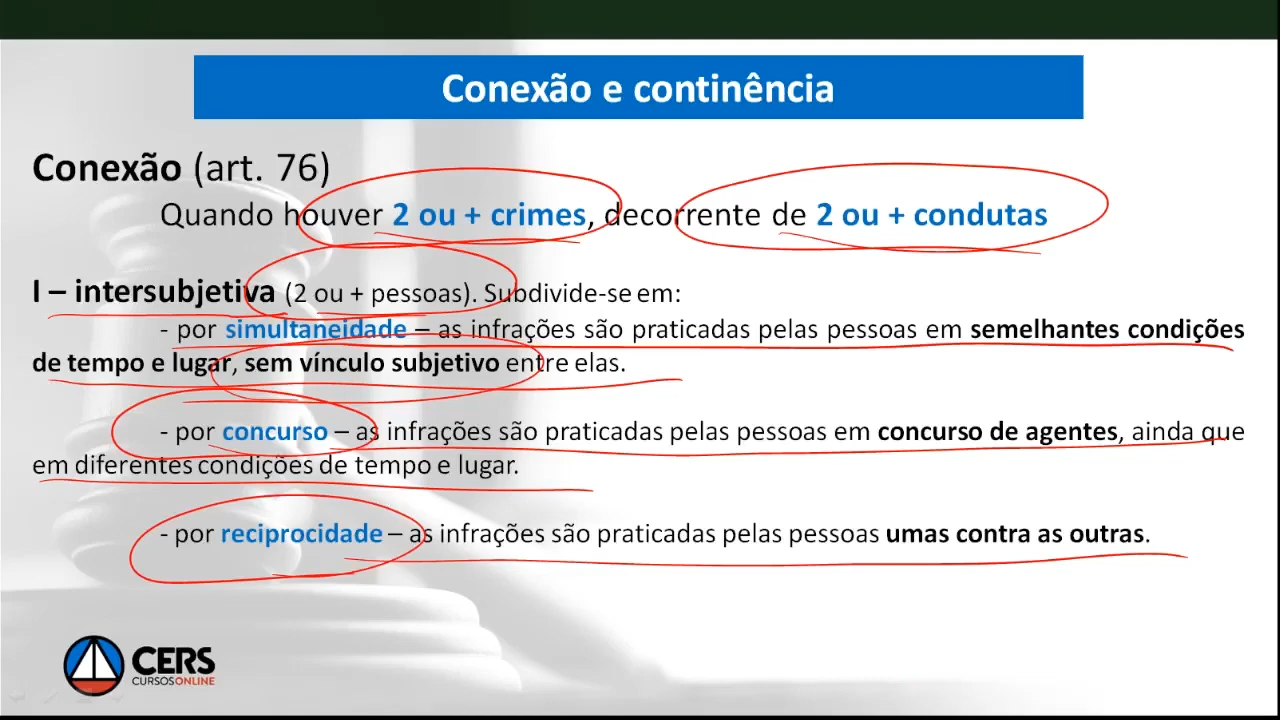 Conexão e continência
Conexão (art. 76)
Quando houver 2 ou + crimes, decorrente de 2 ou + condutas
I – intersubjetiva (2 ou + pessoas). Subdivide-se em:
- por simultaneidade – as infrações são praticadas pelas pessoas em semelhantes condições
de tempo e lugar, sem vínculo subjetivo entre elas.
- por concurso – as infrações são praticadas pelas pessoas em concurso de agentes, ainda que
em diferentes condições de tempo e lugar.
- por reciprocidade – as infrações são praticadas pelas pessoas umas contra as outras.
CERS
CURSOS ONLINE